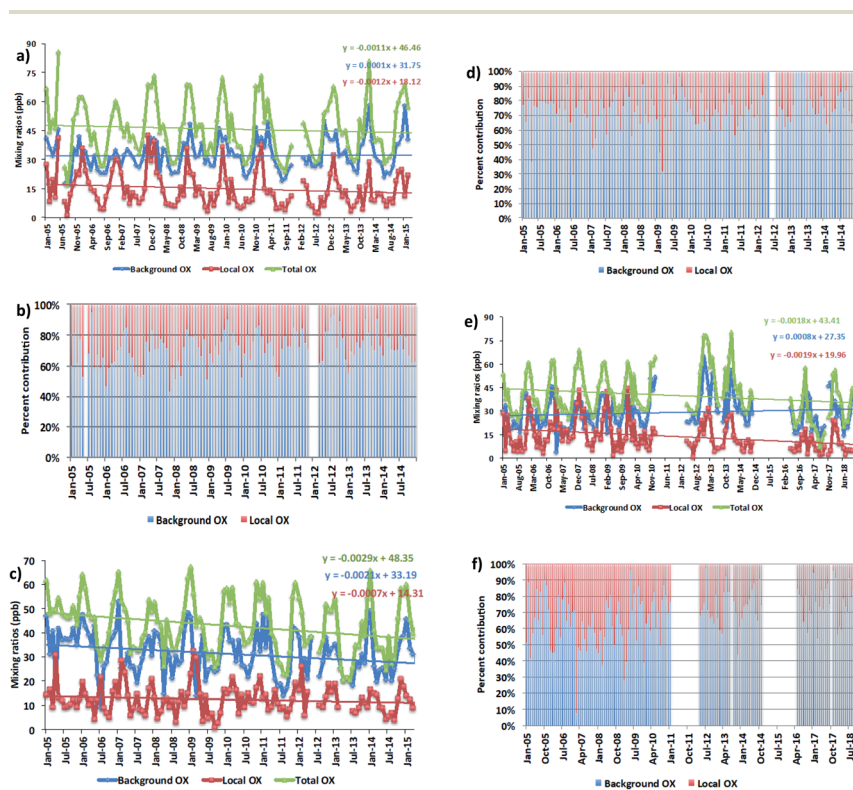 a)
y = -0.0011x + 46.46
y = 0.0001x + 31.75
y = -0.0012x + 18.12
Mixing ratios (ppb)
90
75
60
45
30
15
0
Jan-05 Jun-05 Nov-05 Apr-06 Sep-06 Feb-07 Jul-07 Dec-07 May-08 Oct-08 Mar-09 Aug-09 Jan-10 Jun-10 Nov-10 Apr-11 Sep-11 Feb-12 Jul-12 Dec-12 May-13 Oct-13 Mar-14 Aug-14 Jan-15
Background OX Local OX Total OX
b)
Percent contribution
100%
80%
60%
40%
20%
0%
Jan-05 Jul-05 Jan-06 Jul-06 Jan-07 Jul-07 Jan-08 Jul-08 Jan-09 Jul-09 Jan-10 Jul-10 Jan-11 Jul-11 Jan-12 Jul-12 Jan-13 Jul-13 Jan-14 Jul-14
Background OX Local OX
c)
y = -0.0029x + 48.35
y = -0.0021x + 33.19
y = -0.0007x + 14.31
Mixing ratios (ppb)
70
60
50
40
30
20
10
0
Jan-05 Jul-05 Jan-06 Jul-06 Jan-07 Jul-07 Jan-08 Jul-08 Jan-09 Jul-09 Jan-10 Jul-10 Jan-11 Jul-11 Jan-12 Jul-12 Jan-13 Jul-13 Jan-14 Jul-14 Jan-15
Background OX Local OX Total OX
d)
Percent contribution
100%
90%
80%
70%
60%
50%
40%
30%
20%
10%
0%
Jan-05 Jul-05 Jan-06 Jul-06 Jan-07 Jul-07 Jan-08 Jul-08 Jan-09 Jul-09 Jan-10 Jul-10 Jan-11 Jul-11 Jan-12 Jul-12 Jan-13 Jul-13 Jan-14 Jul-14
Background OX Local OX
e)
y = -0.0018x + 43.41
y = 0.0008x + 27.35
y = -0.0019x + 19.96
Mixing ratios (ppb)
90
75
60
45
30
15
0
Jan-05 Aug-05 Mar-06 Oct-06 May-07 Dec-07 Jul-08 Feb-09 Sep-09 Apr-10 Nov-10 Jun-11 Jan-12 Aug-12 Mar-13 Oct-13 May-14 Dec-14 Jul-15 Feb-16 Sep-16 Apr-17 Nov-17 Jun-18
Background OX Local OX Total OX
f)
Percent contribution
100%
90%
80%
70%
60%
50%
40%
30%
20%
10%
0%
Jan-05 Oct-05 Jul-06 Apr-07 Jan-08 Oct-08 Jul-09 Apr-10 Jan-11 Oct-11 Jul-12 Apr-13 Jan-14 Oct-14 Jul-15 Apr-16 Jan-17 Oct-17 Jul-18
Background OX Local OX